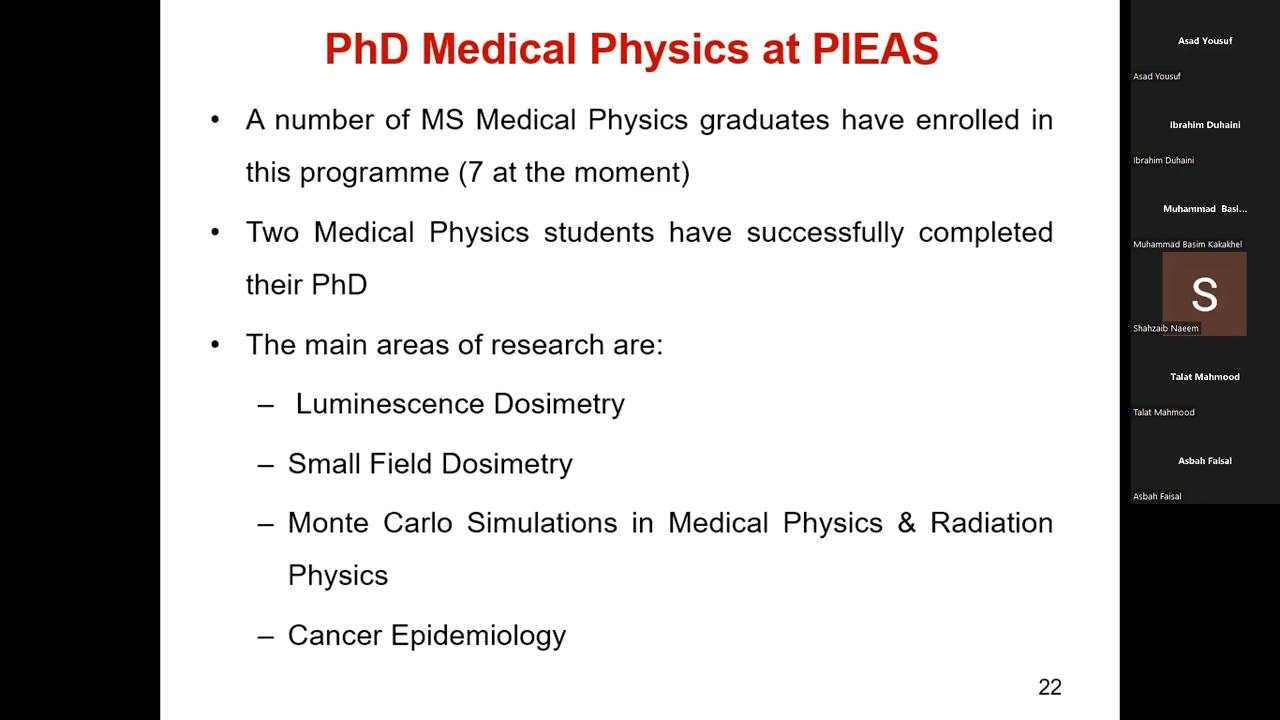 PhD Medical Physics at PIEAS
• A number of MS Medical Physics graduates have enrolled in
this programme (7 at the moment)
• Two Medical Physics students have successfully completed
their PhD
• The main areas of research are:
– Luminescence Dosimetry
– Small Field Dosimetry
– Monte Carlo Simulations in Medical Physics & Radiation
Physics
– Cancer Epidemiology
22
Asad Yousuf
Asad Yousuf
Ibrahim Duhaini
Ibrahim Duhaini
Muhammad Basi...
Muhammad Basim Kakakhel
S
Shahzaib Naeem
Talat Mahmood
Talat Mahmood
Asbah Faisal
Asbah Faisal